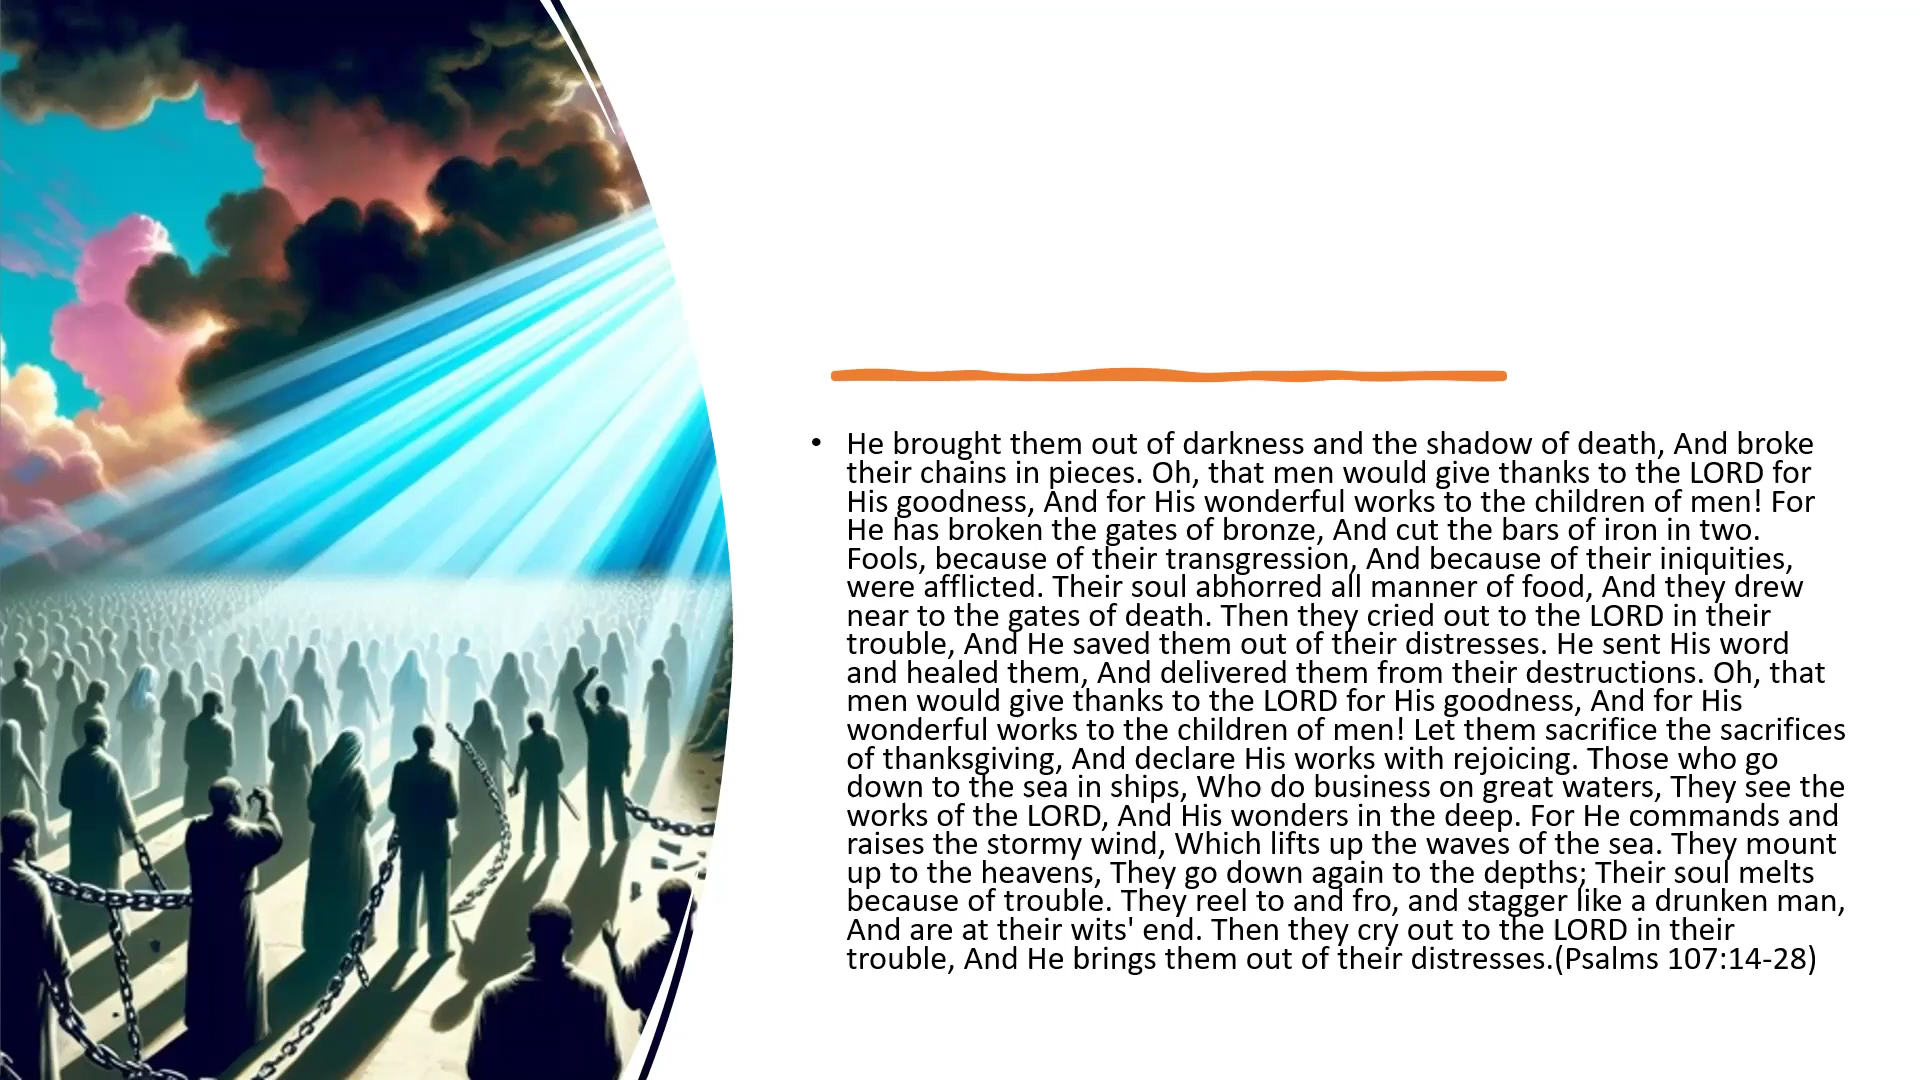 • He brought them out of darkness and the shadow of death, And broke
their chains in pieces. Oh, that men would give thanks to the LORD for
His goodness, And for His wonderful works to the children of men! For
He has broken the gates of bronze, And cut the bars of iron in two.
Fools, because of their transgression, And because of their iniquities,
were afflicted. Their soul abhorred all manner of food, And they drew
near to the gates of death. Then they cried out to the LORD in their
trouble, And He saved them out of their distresses. He sent His word
and healed them, And delivered them from their destructions. Oh, that
men would give thanks to the LORD for His goodness, And for His
wonderful works to the children of men! Let them sacrifice the sacrifices
of thanksgiving, And declare His works with rejoicing. Those who go
down to the sea in ships, Who do business on great waters, They see the
works of the LORD, And His wonders in the deep. For He commands and
raises the stormy wind, Which lifts up the waves of the sea. They mount
up to the heavens, They go down again to the depths; Their soul melts
because of trouble. They reel to and fro, and stagger like a drunken man,
And are at their wits' end. Then they cry out to the LORD in their
trouble, And He brings them out of their distresses.(Psalms 107:14-28)